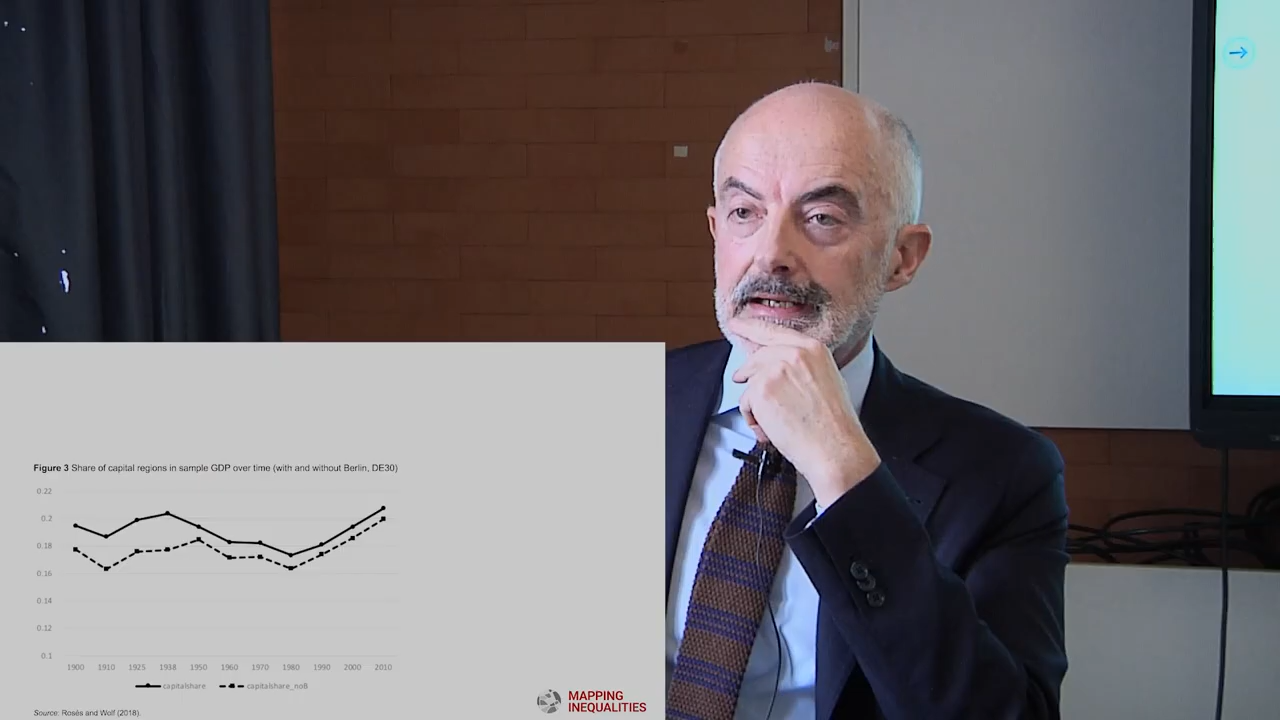 Figure 3 Share of capital regions in sample GDP over time (with and without Berlin, DE30)
0.22
0.2
0.18
0.16
0.14
0.12
0.1
1900 1910 1925 1938 1950 1960 1970 1980 1990 2000 2010
capitalshare capitalshare_noB
Source: Rosés and Wolf (2018).
MAPPING
INEQUALITIES